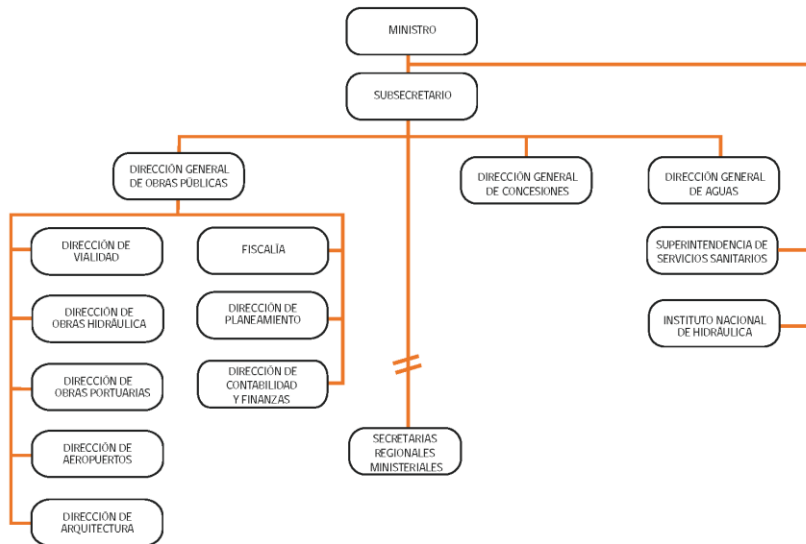 MINISTRO
SUBSECRETARIO
DIRECCIÓN GENERAL
DE OBRAS PÚBLICAS
DIRECCIÓN GENERAL
DE CONCESIONES
DIRECCIÓN GENERAL
DE AGUAS
DIRECCIÓN DE
VIALIDAD
FISCALÍA
SUPERINTENDENCIA DE
SERVICIOS SANITARIOS
DIRECCIÓN DE
OBRAS HIDRÁULICA
DIRECCIÓN DE
PLANEAMIENTO
INSTITUTO NACIONAL
DE HIDRÁULICA
DIRECCIÓN DE
OBRAS PORTUARIAS
DIRECCIÓN DE
CONTABILIDAD
Y FINANZAS
DIRECCIÓN DE
AEROPUERTOS
SECRETARIAS
REGIONALES
MINISTERIALES
DIRECCIÓN DE
ARQUITECTURA